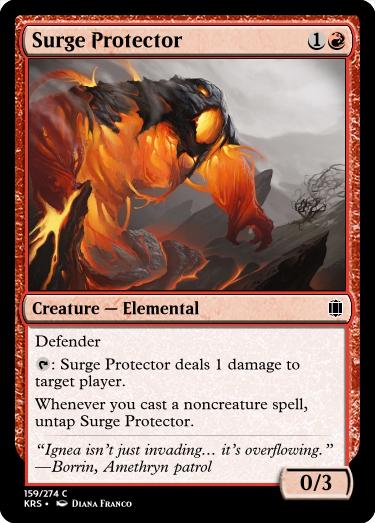 Surge Protector 1
Creature — Elemental
Defender
: Surge Protector deals 1 damage to
target player.
Whenever you cast a noncreature spell,
untap Surge Protector.
“Ignea isn't just invading… it's overflowing.”
—Borrin, Amethryn patrol
0/3
159/274 C
KRS • Diana Franco